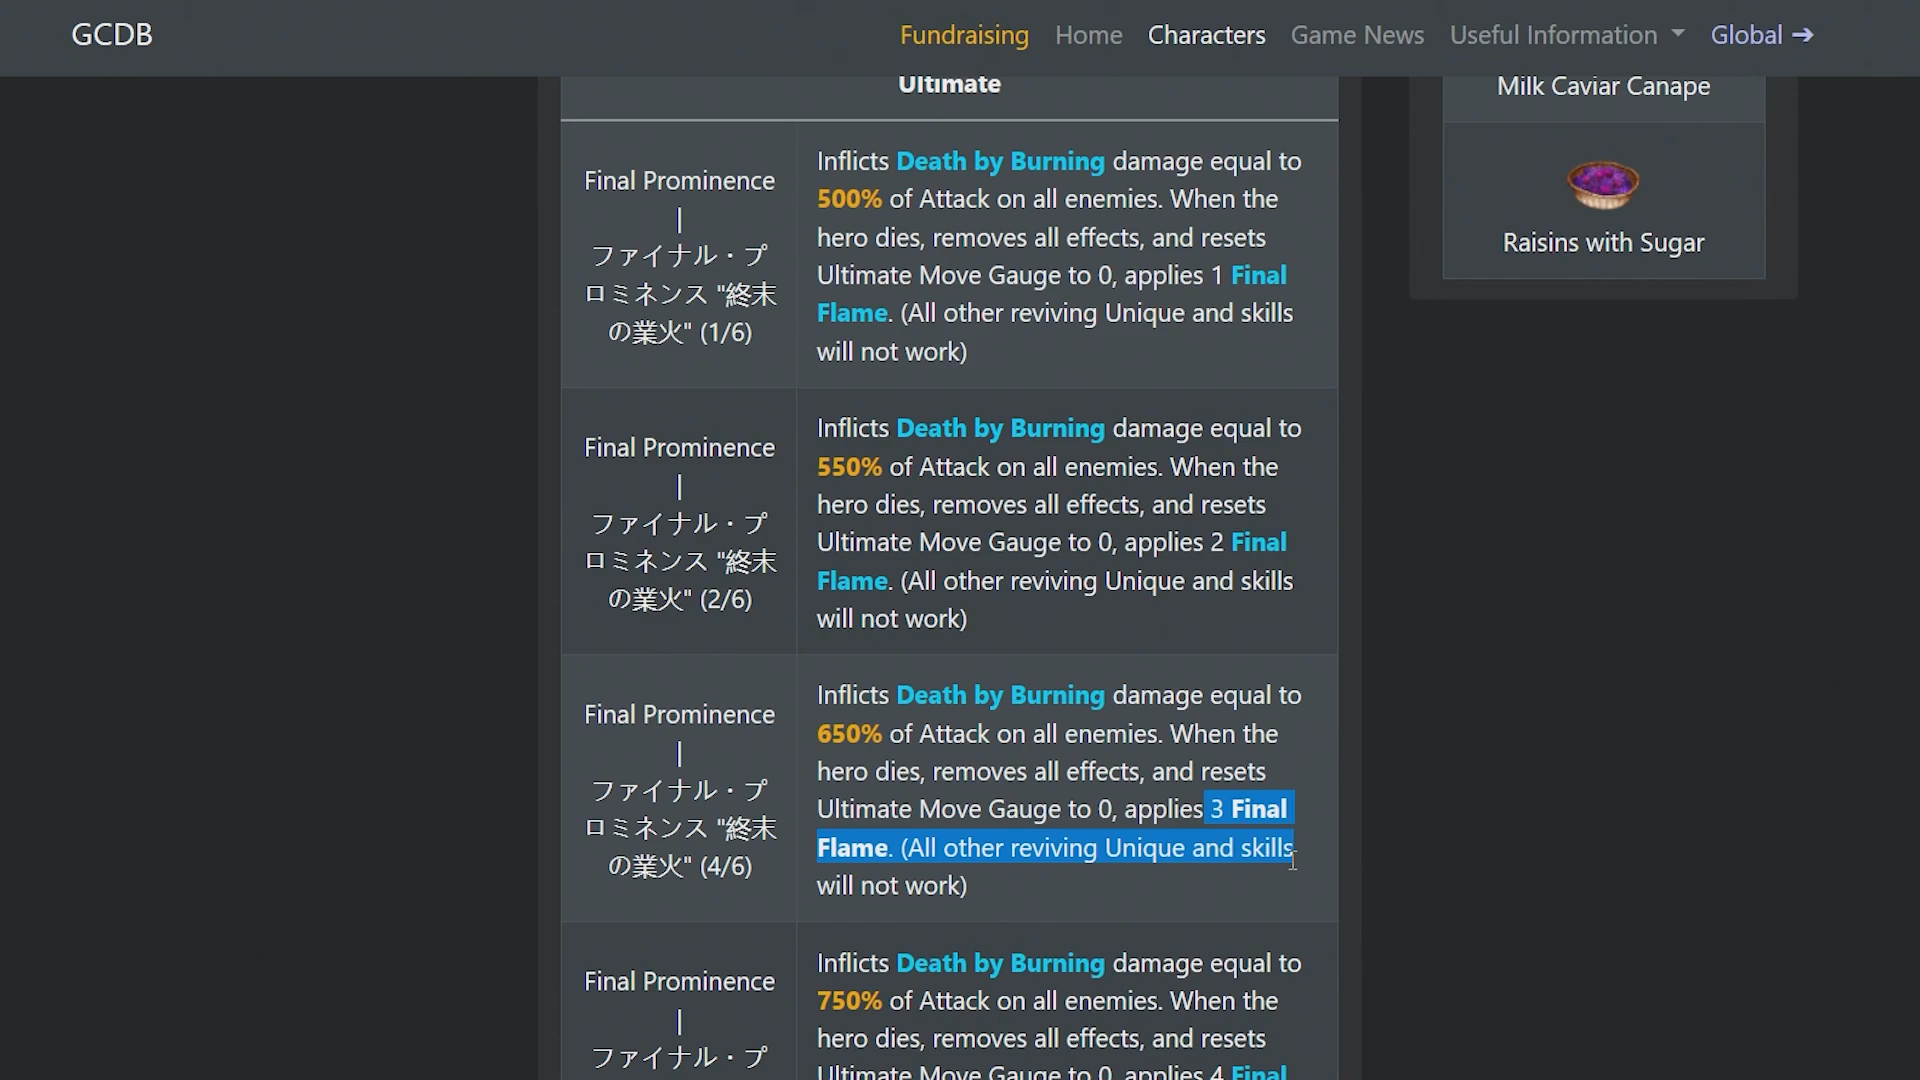 GCDB
Fundraising Home Characters Game News Useful Information Global →
Ultimate
Final Prominence
|
ファイナル・プ
ロミネンス "終末
の業火" (1/6)
Inflicts Death by Burning damage equal to
500% of Attack on all enemies. When the
hero dies, removes all effects, and resets
Ultimate Move Gauge to 0, applies 1 Final
Flame. (All other reviving Unique and skills
will not work)
Final Prominence
|
ファイナル・プ
ロミネンス "終末
の業火" (2/6)
Inflicts Death by Burning damage equal to
550% of Attack on all enemies. When the
hero dies, removes all effects, and resets
Ultimate Move Gauge to 0, applies 2 Final
Flame. (All other reviving Unique and skills
will not work)
Final Prominence
|
ファイナル・プ
ロミネンス "終末
の業火" (4/6)
Inflicts Death by Burning damage equal to
650% of Attack on all enemies. When the
hero dies, removes all effects, and resets
Ultimate Move Gauge to 0, applies 3 Final
Flame. (All other reviving Unique and skills
will not work)
Final Prominence
|
ファイナル・プ
Inflicts Death by Burning damage equal to
750% of Attack on all enemies. When the
hero dies, removes all effects, and resets
Ultimate Move Gauge to 0, applies 4 Final
Milk Caviar Canape
Raisins with Sugar